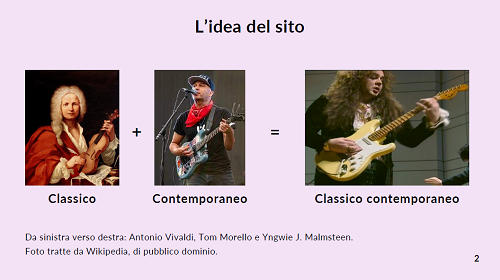 L'idea del sito
+
=
Classico
Contemporaneo
Classico contemporaneo
Da sinistra verso destra: Antonio Vivaldi, Tom Morello e Yngwie J. Malmsteen.
Foto tratte da Wikipedia, di pubblico dominio.
2